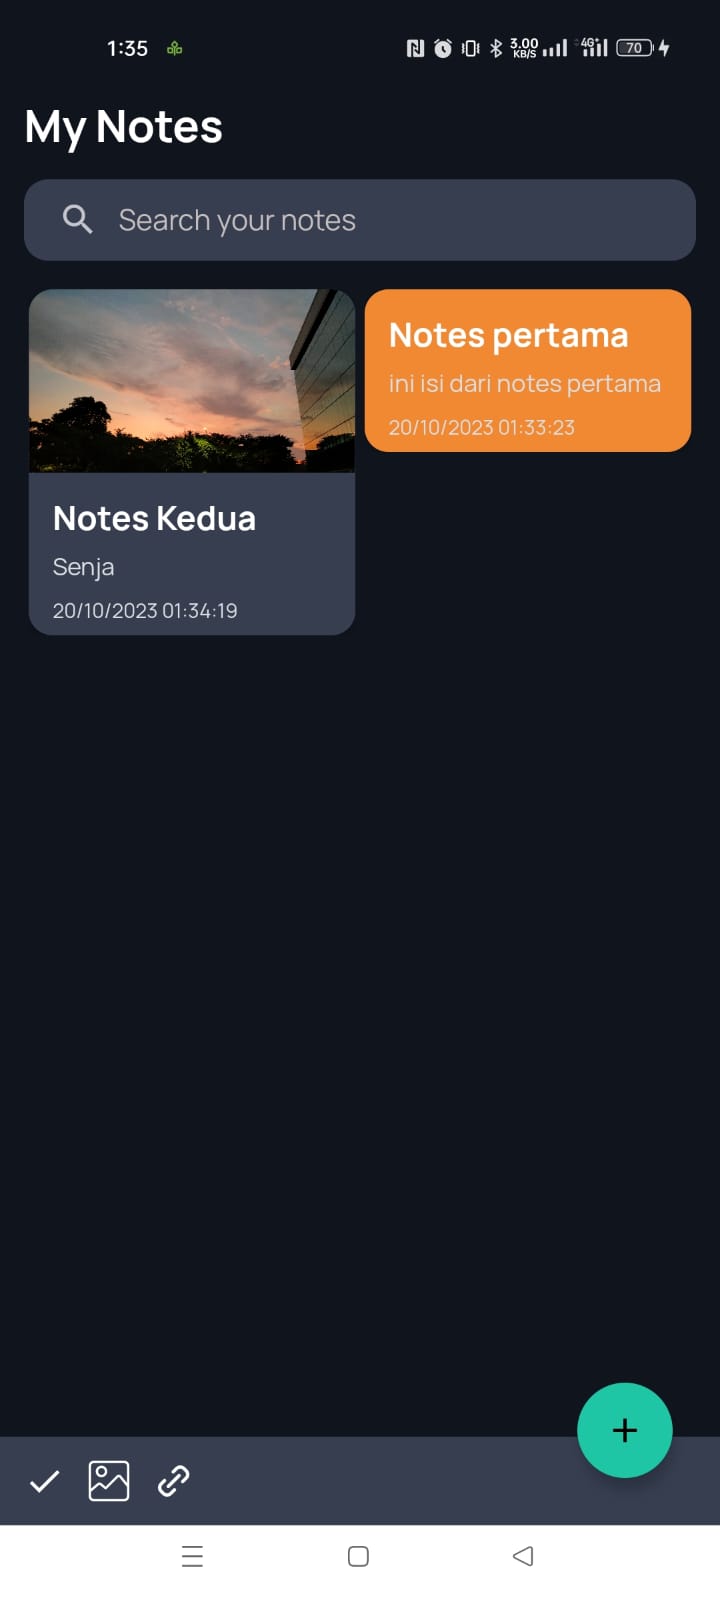 1:35 3.00 KB/S 4G+ 70
My Notes
Search your notes
Notes Kedua
Senja
20/10/2023 01:34:19
Notes pertama
ini isi dari notes pertama
20/10/2023 01:33:23